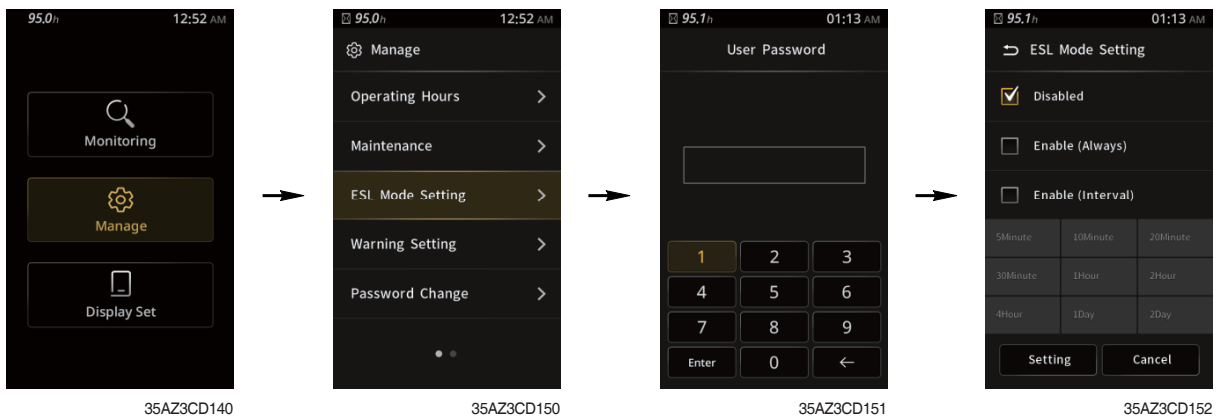 95.0h 12:52 AM
Monitoring
Manage
Display Set
35AZ3CD140
95.0h 12:52 AM
Manage
Operating Hours
Maintenance
ESL Mode Setting
Warning Setting
Password Change
35AZ3CD150
95.1h 01:13 AM
User Password
1 2 3
4 5 6
7 8 9
Enter 0 ←
35AZ3CD151
95.1h 01:13 AM
ESL Mode Setting
Disabled
Enable (Always)
Enable (Interval)
5Minute 10Minute 20Minute
30Minute 1Hour 2Hour
4Hour 1Day 2Day
Setting Cancel
35AZ3CD152